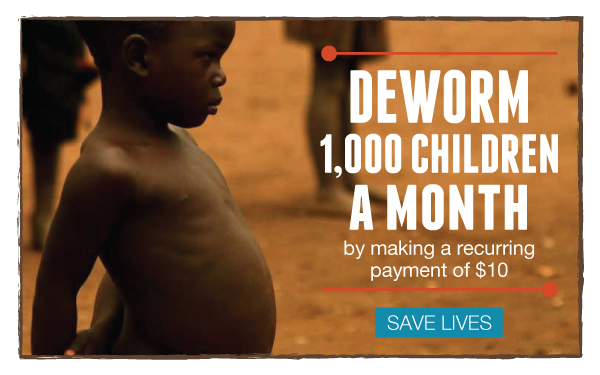 DEWORM
1,000 CHILDREN
A MONTH
by making a recurring
payment of $10
SAVE LIVES